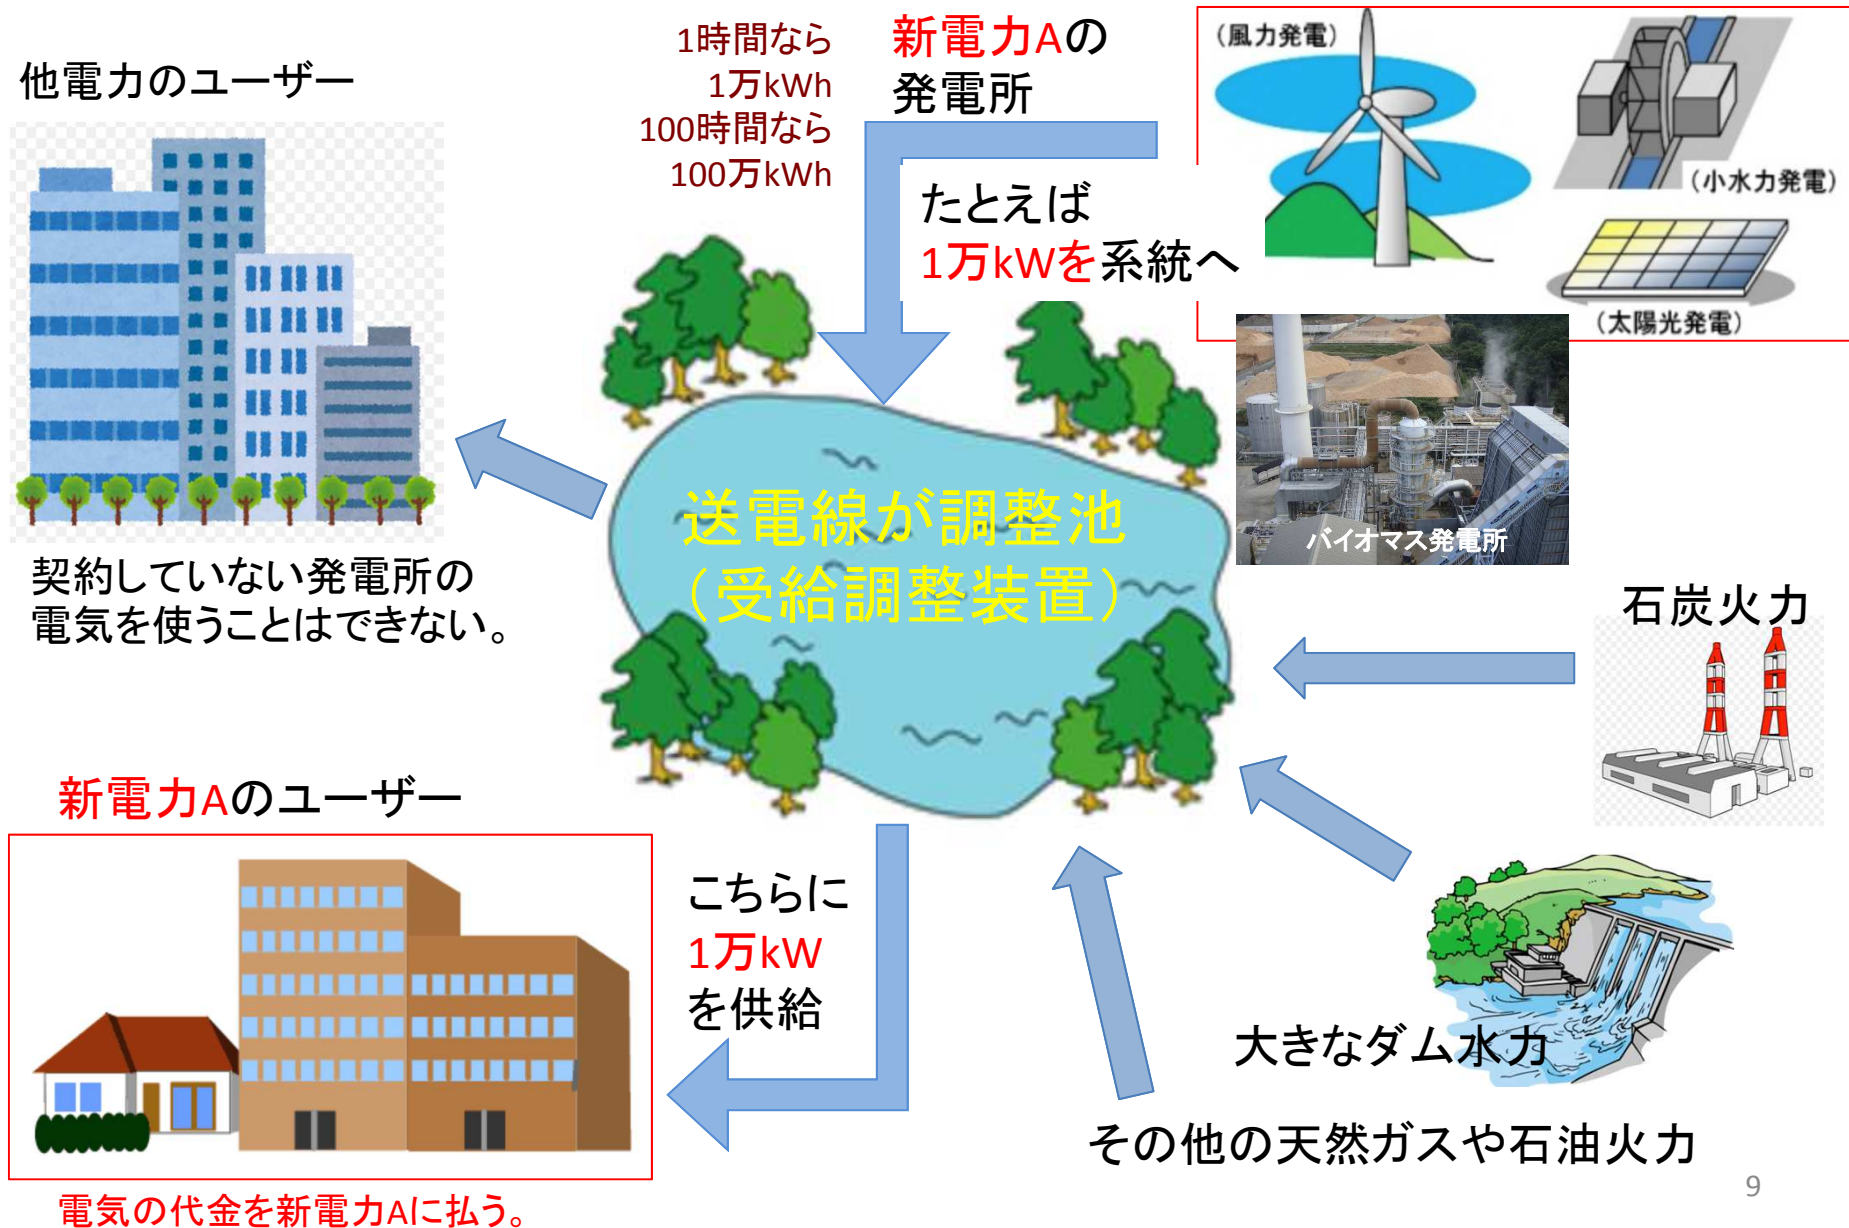 1時間なら
1万kWh
100時間なら
100万kWh
新電力Aの
発電所
たとえば
1万kWを系統へ
（風力発電）
（小水力発電）
（太陽光発電）
バイオマス発電所
他電力のユーザー
契約していない発電所の
電気を使うことはできない。
送電線が調整池
（受給調整装置）
石炭火力
新電力Aのユーザー
こちらに
1万kW
を供給
大きなダム水力
その他の天然ガスや石油火力
電気の代金を新電力Aに払う。
9